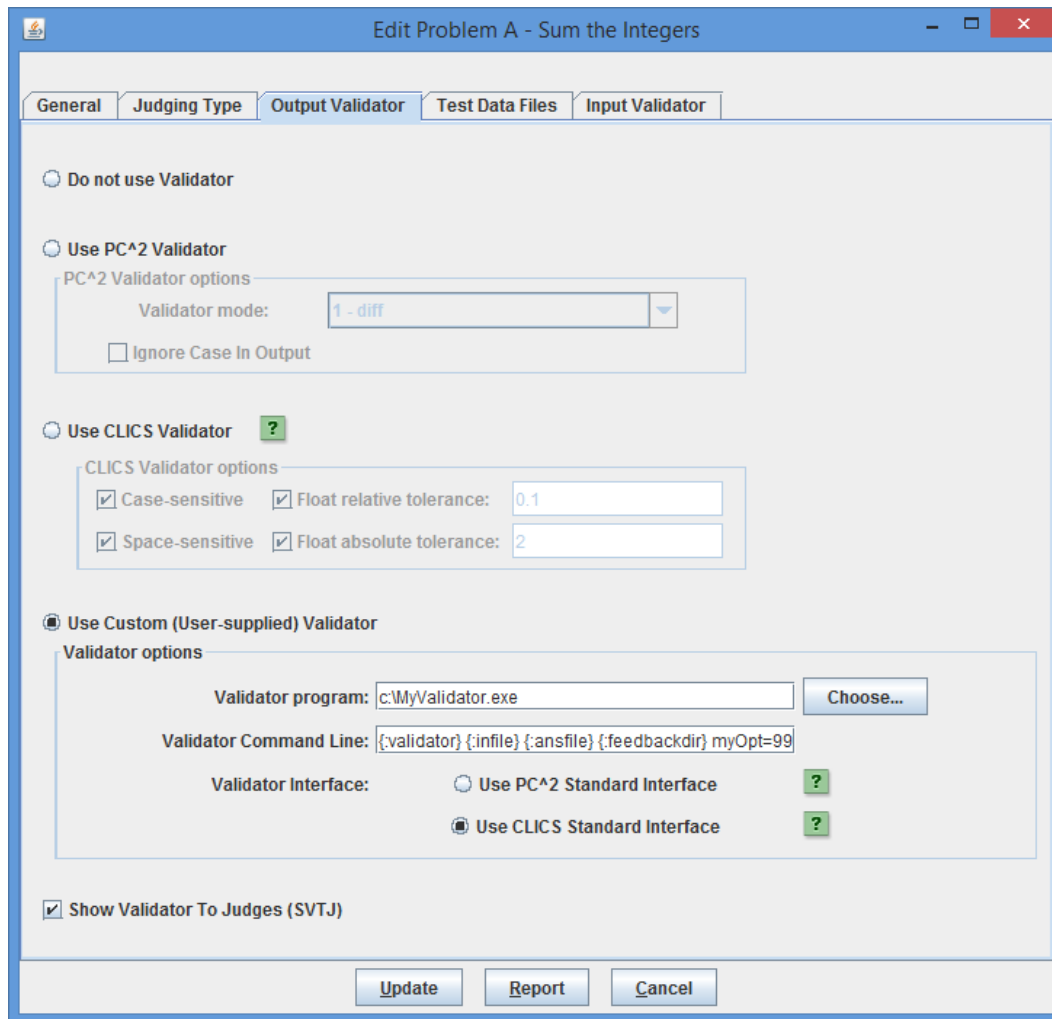 Edit Problem A - Sum the Integers
General Judging Type Output Validator Test Data Files Input Validator
Do not use Validator
Use PC^2 Validator
PC^2 Validator options
Validator mode: 1 - diff
Ignore Case In Output
Use CLICS Validator ?
CLICS Validator options
Case-sensitive Float relative tolerance: 0.1
Space-sensitive Float absolute tolerance: 2
Use Custom (User-supplied) Validator
Validator options
Validator program: c:\MyValidator.exe Choose...
Validator Command Line: {:validator} {:infile} {:ansfile} {:feedbackdir} myOpt=99
Validator Interface: Use PC^2 Standard Interface ?
Use CLICS Standard Interface ?
Show Validator To Judges (SVTJ)
Update Report Cancel